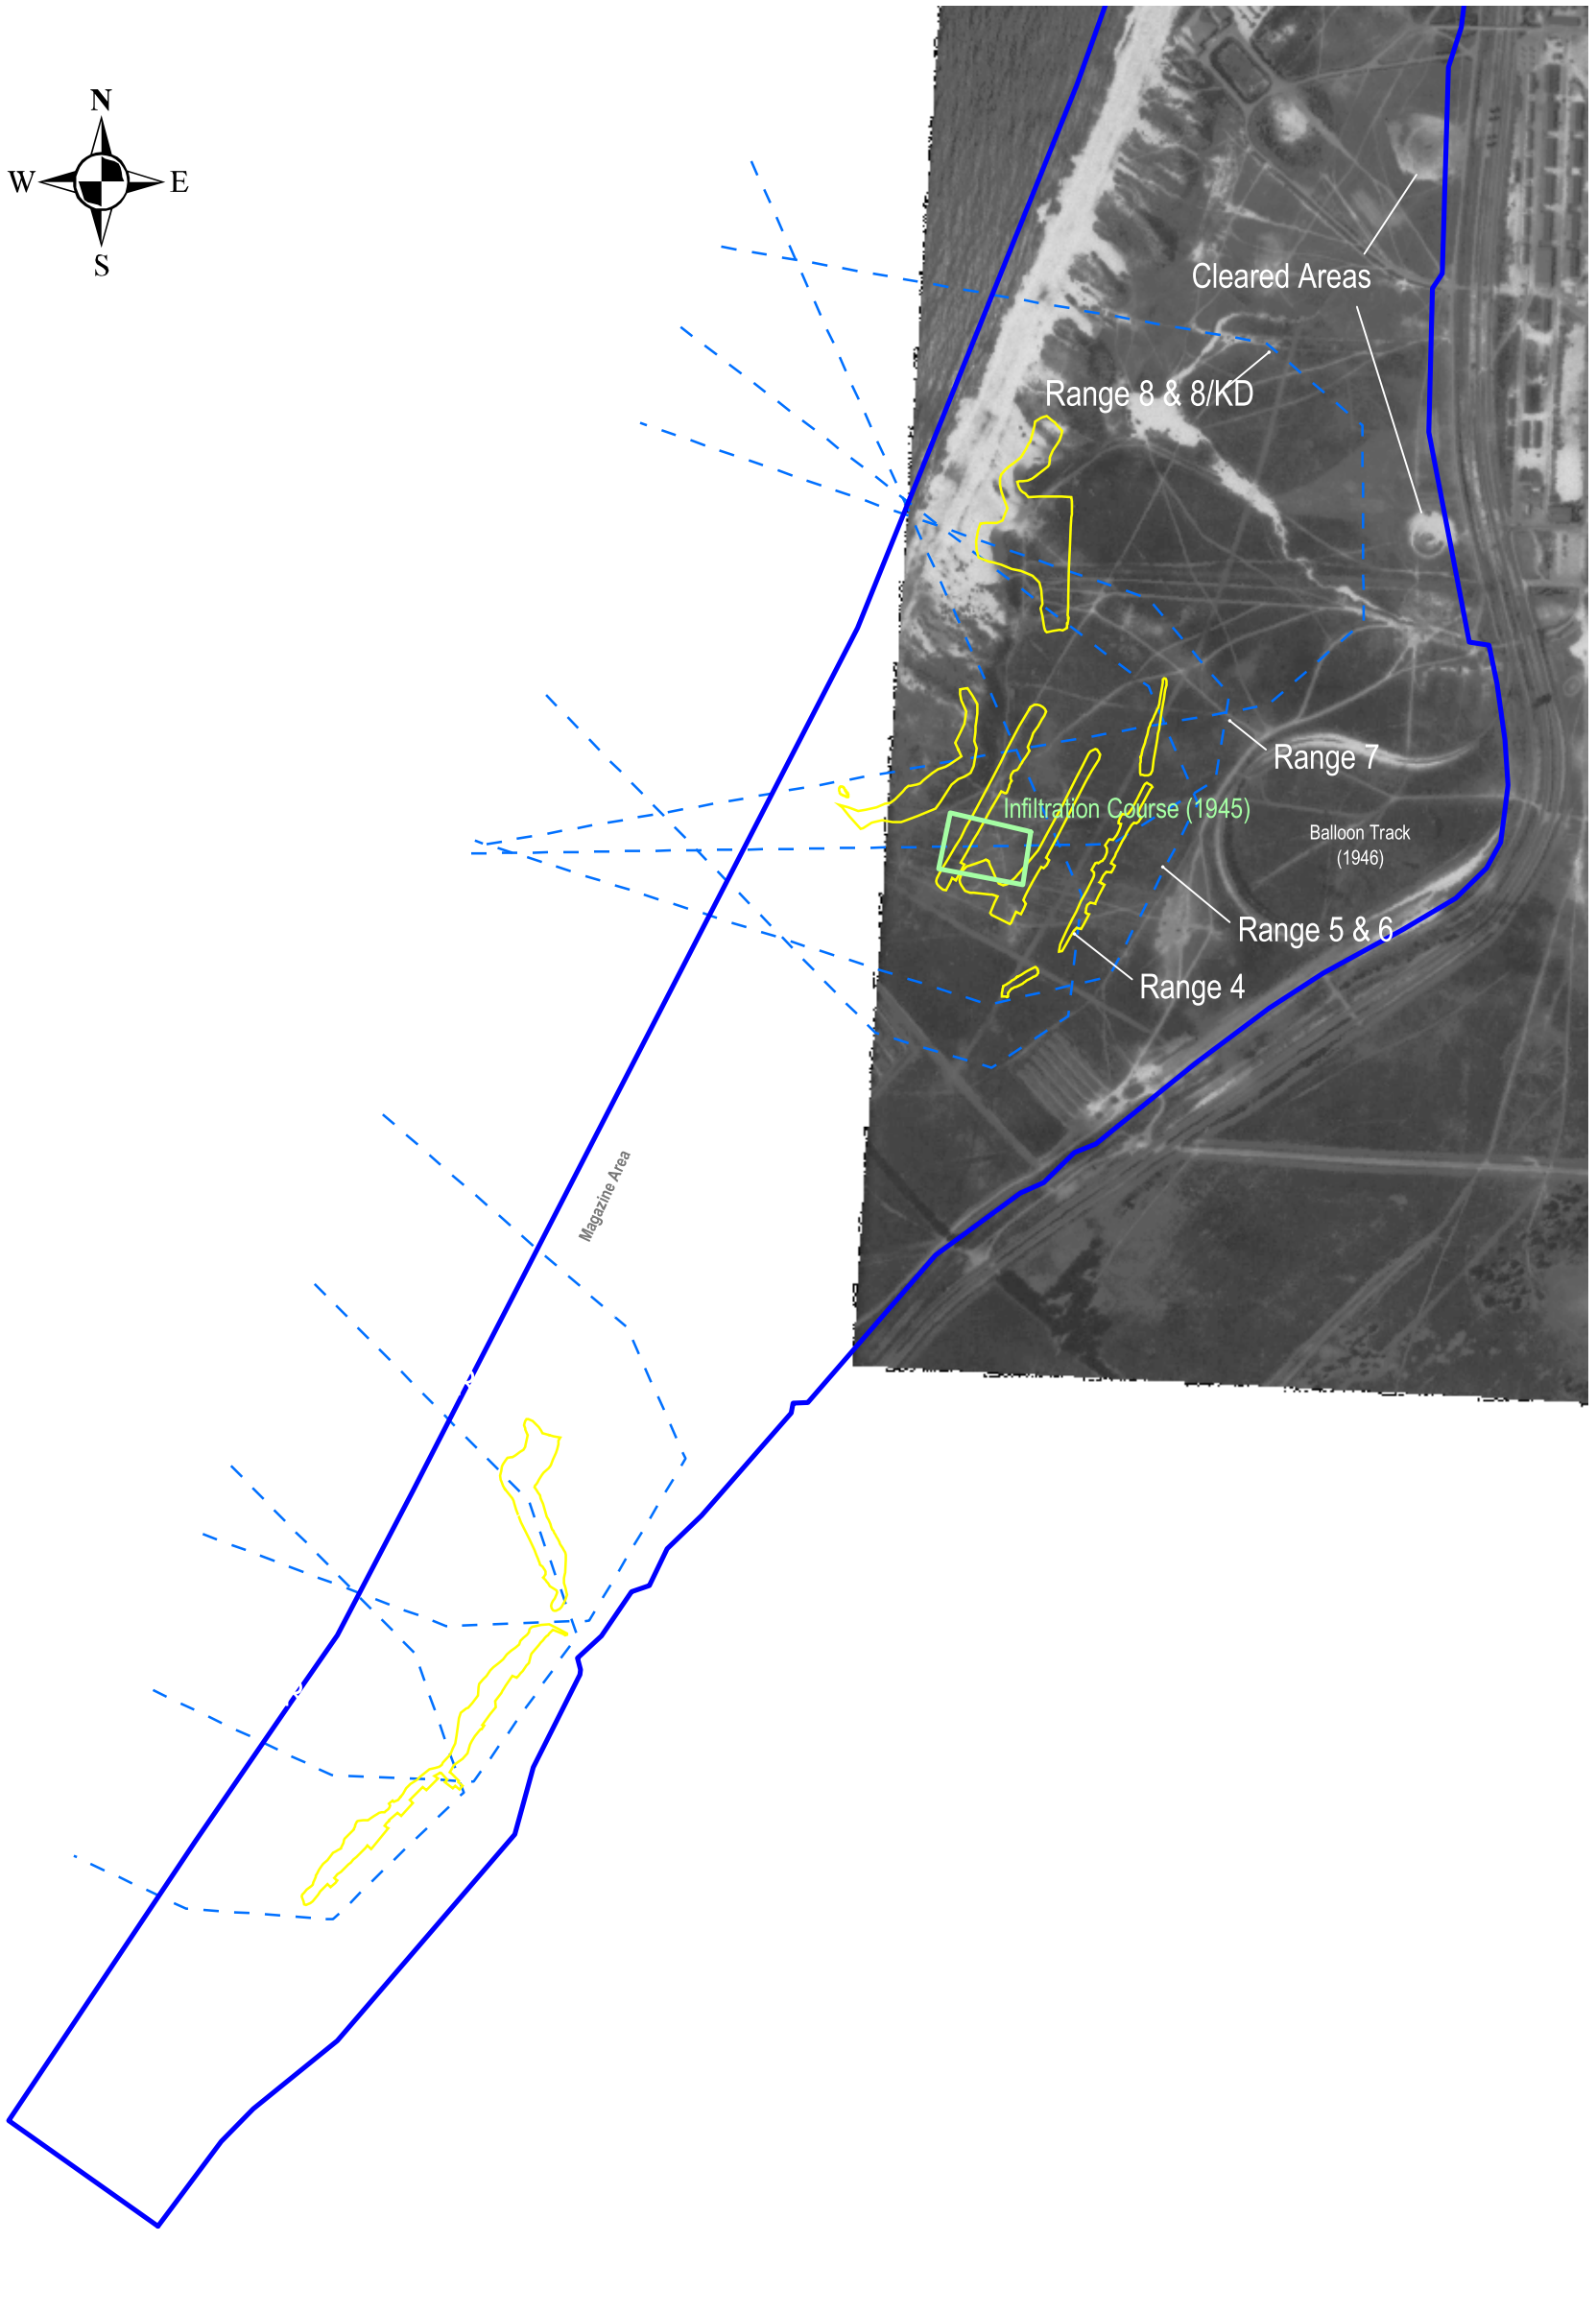 N
W E
S
Cleared Areas
Range 8 & 8/KD
Range 7
Infiltration Course (1945)
Balloon Track
(1946)
Range 5 & 6
Range 4
Magazine Area